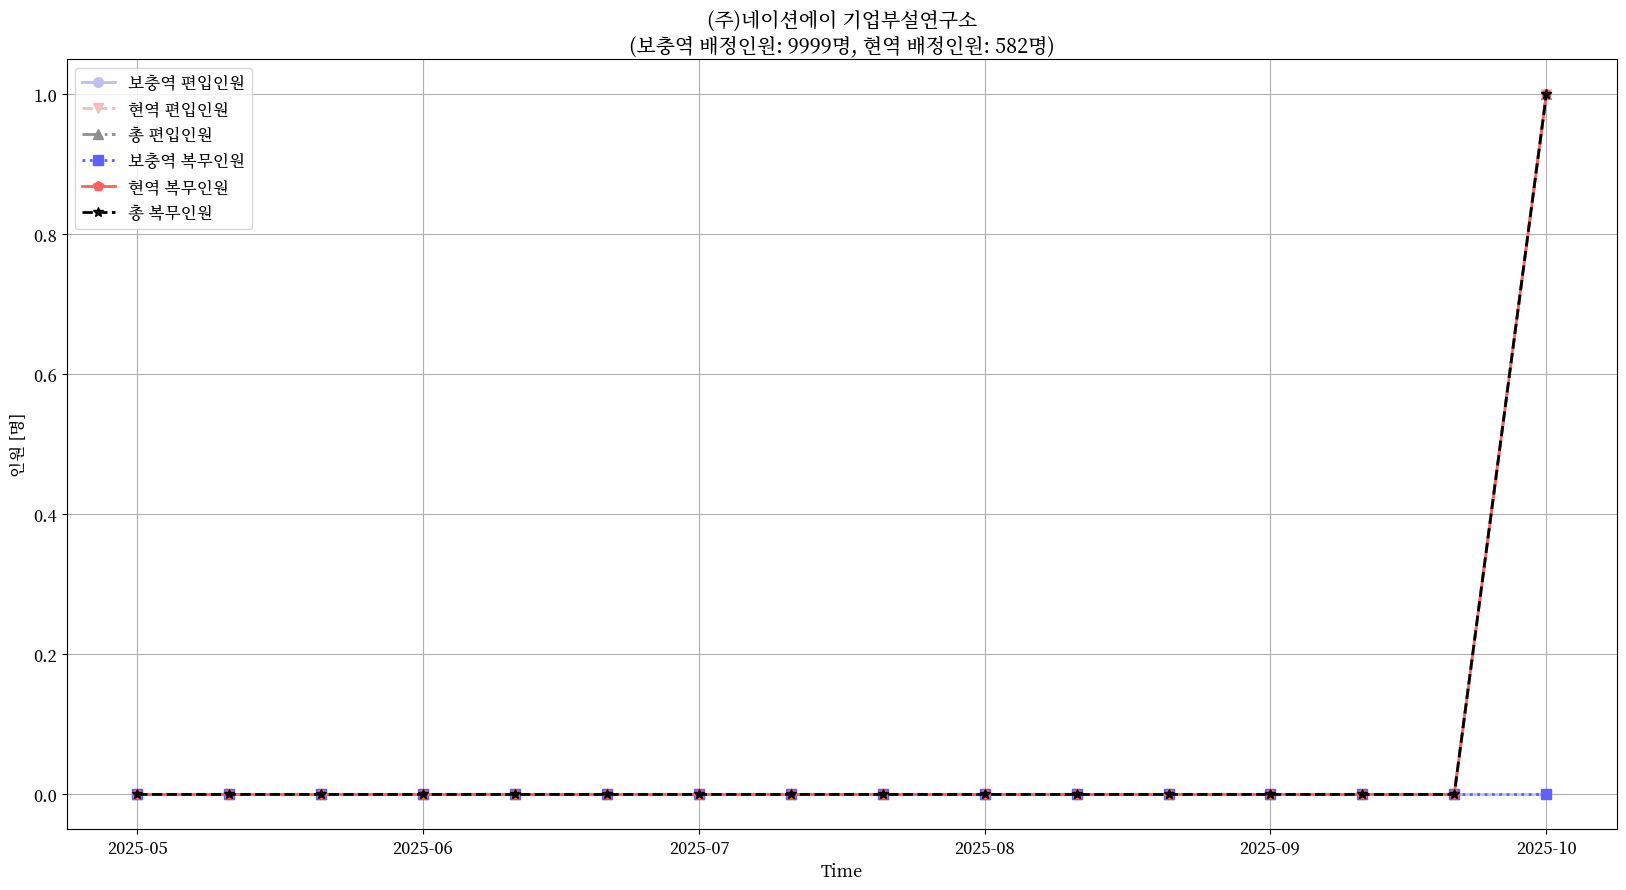 (주)네이션에이 기업부설연구소
(보충역 배정인원: 9999명, 현역 배정인원: 582명)
보충역 편입인원
현역 편입인원
총 편입인원
보충역 복무인원
현역 복무인원
총 복무인원
1.0
0.8
0.6
0.4
0.2
0.0
인원 [명]
2025-05 2025-06 2025-07 2025-08 2025-09 2025-10
Time